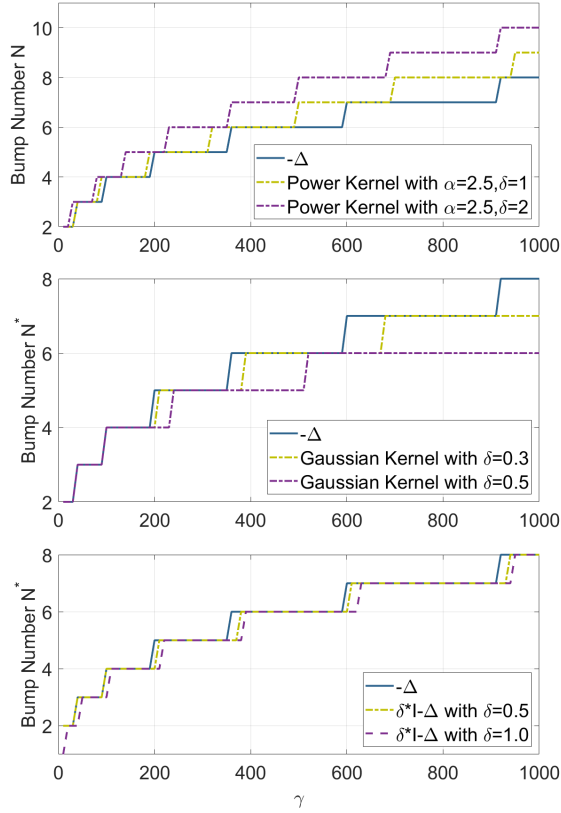 10
8
6
4
2
Bump Number N
-Δ
Power Kernel with α=2.5,δ=1
Power Kernel with α=2.5,δ=2
0 200 400 600 800 1000
8
6
4
2
Bump Number N*
-Δ
Gaussian Kernel with δ=0.3
Gaussian Kernel with δ=0.5
0 200 400 600 800 1000
8
6
4
2
Bump Number N*
-Δ
δ*I-Δ with δ=0.5
δ*I-Δ with δ=1.0
0 200 400 600 800 1000
γ